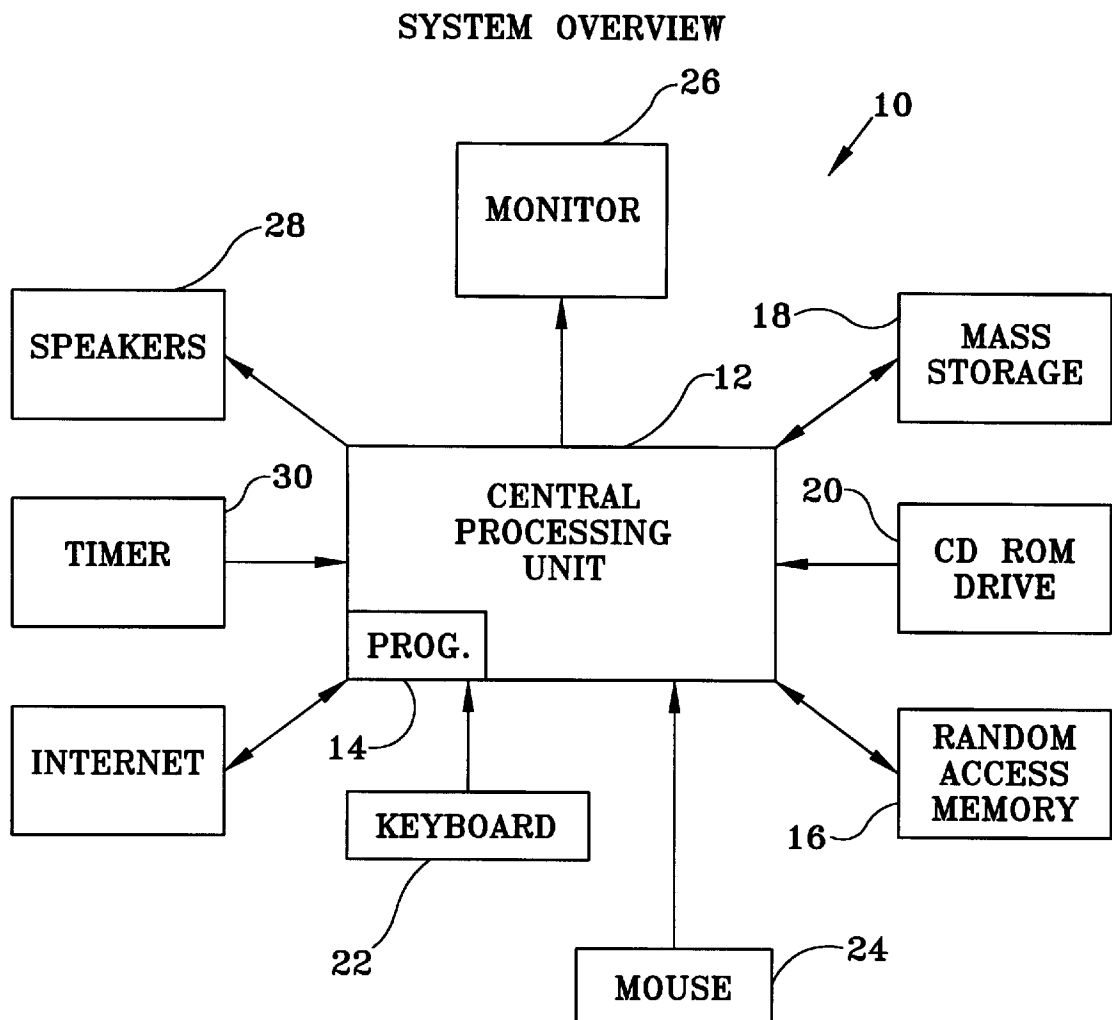 SYSTEM OVERVIEW
26
10
MONITOR
28
SPEAKERS
18
MASS
STORAGE
12
30
TIMER
CENTRAL
PROCESSING
UNIT
20
CD ROM
DRIVE
PROG.
14
INTERNET
RANDOM
ACCESS
MEMORY
16
KEYBOARD
22
MOUSE
24